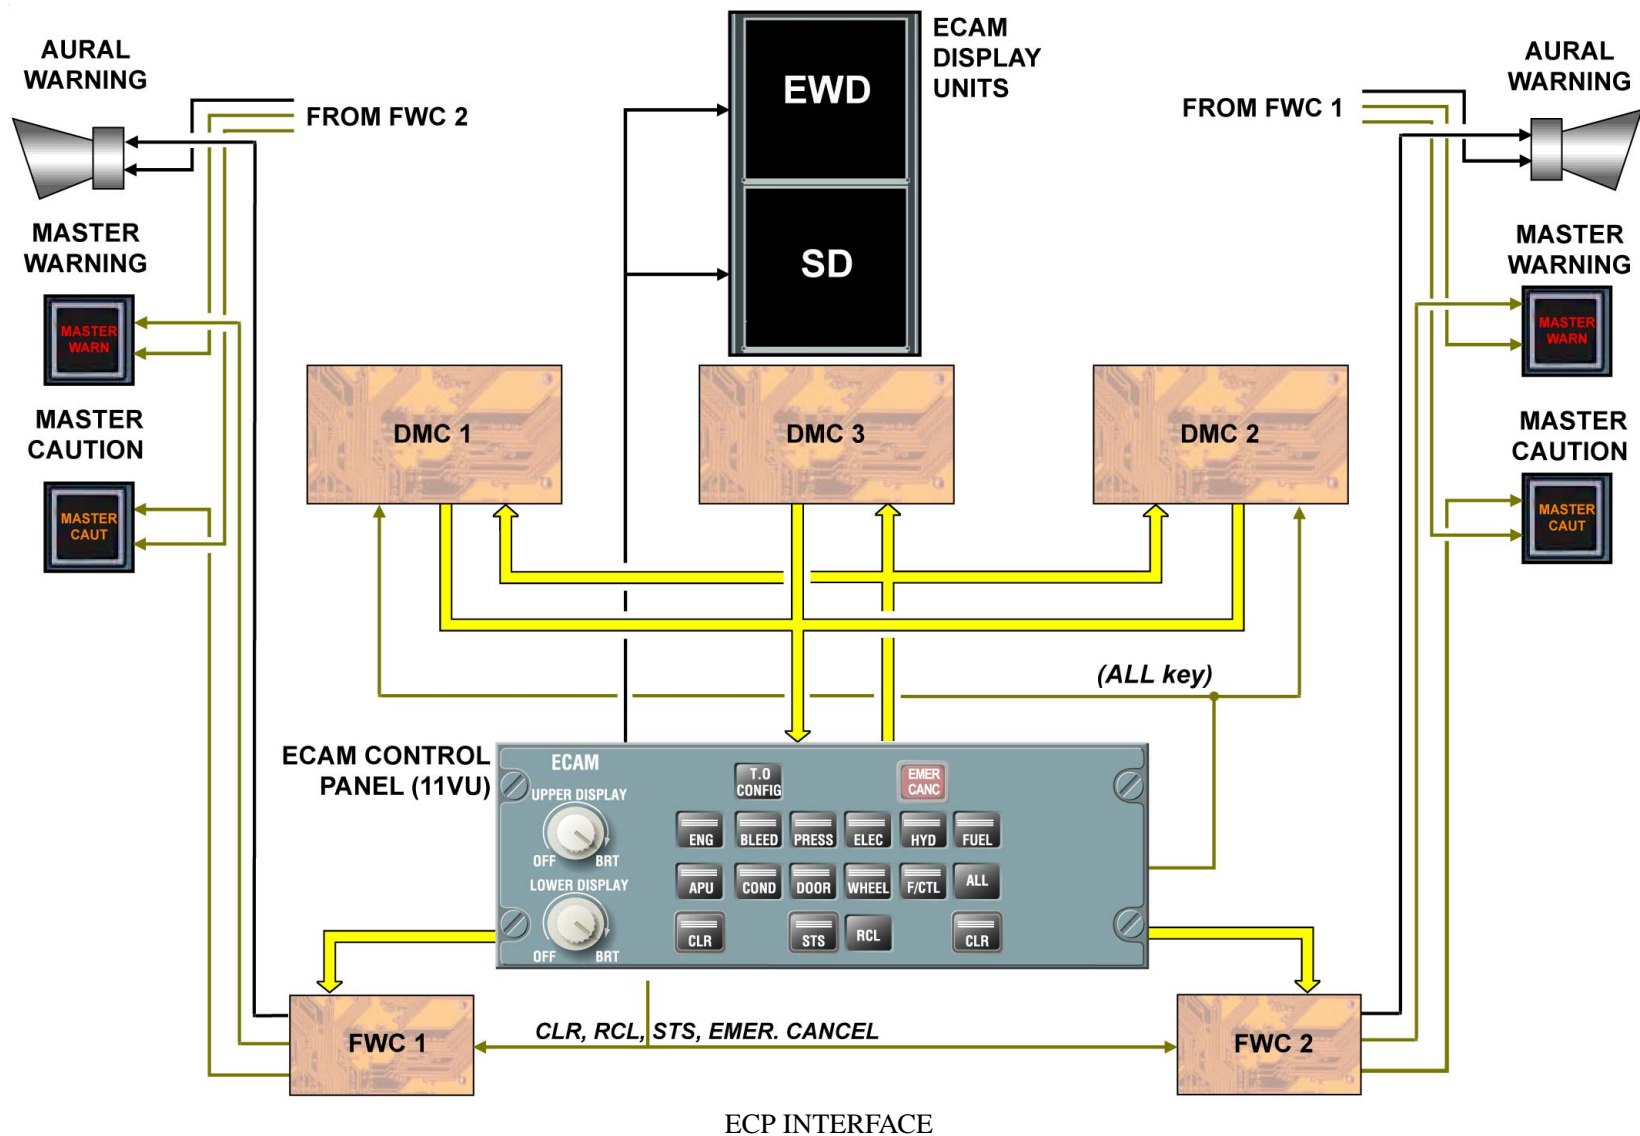 AURAL
WARNING
FROM FWC 2
ECAM
DISPLAY
UNITS
EWD
SD
FROM FWC 1
AURAL
WARNING
MASTER
WARNING
MASTER
WARN
MASTER
WARNING
MASTER
WARN
MASTER
CAUTION
MASTER
CAUT
MASTER
CAUTION
MASTER
CAUT
DMC 1
DMC 3
DMC 2
(ALL key)
ECAM CONTROL
PANEL (11VU)
ECAM
UPPER DISPLAY
OFF BRT
LOWER DISPLAY
OFF BRT
T.O
CONFIG
EMER
CANC
ENG BLEED PRESS ELEC HYD FUEL
APU COND DOOR WHEEL F/CTL ALL
CLR STS RCL CLR
FWC 1
CLR, RCL, STS, EMER. CANCEL
FWC 2
ECP INTERFACE